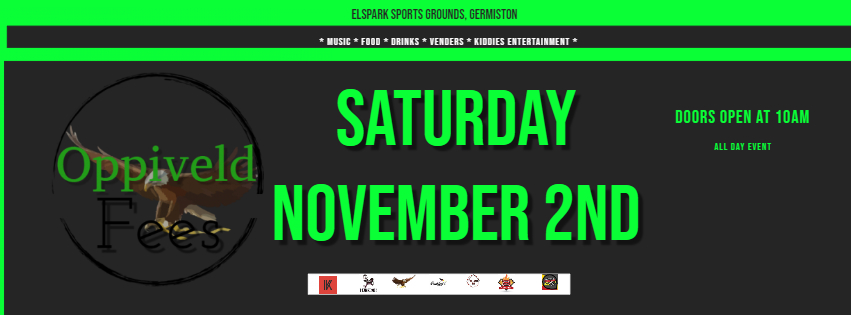 ELSPARK SPORTS GROUNDS, GERMISTON
* MUSIC * FOOD * DRINKS * VENDERS * KIDDIES ENTERTAINMENT *
Oppiveld
Fees
SATURDAY
NOVEMBER 2ND
DOORS OPEN AT 10AM
ALL DAY EVENT